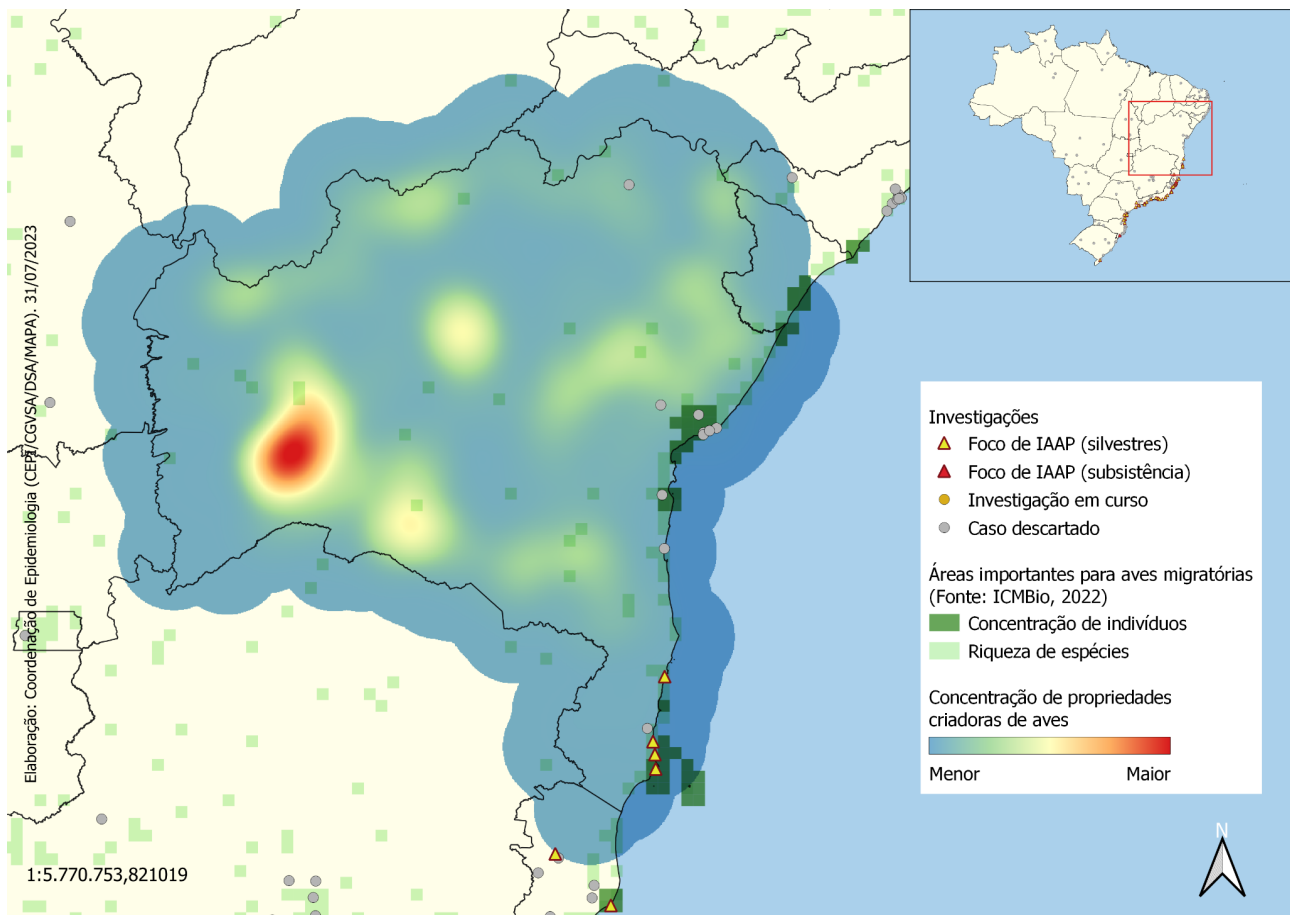 Elaboração: Coordenação de Epidemiologia (CEPI/CGVSA/DSA/MAPA). 31/07/2023
1:5.770.753,821019
Investigações
Foco de IAAP (silvestres)
Foco de IAAP (subsistência)
Investigação em curso
Caso descartado
Áreas importantes para aves migratórias
(Fonte: ICMBio, 2022)
Concentração de indivíduos
Riqueza de espécies
Concentração de propriedades
criadoras de aves
Menor Maior
N